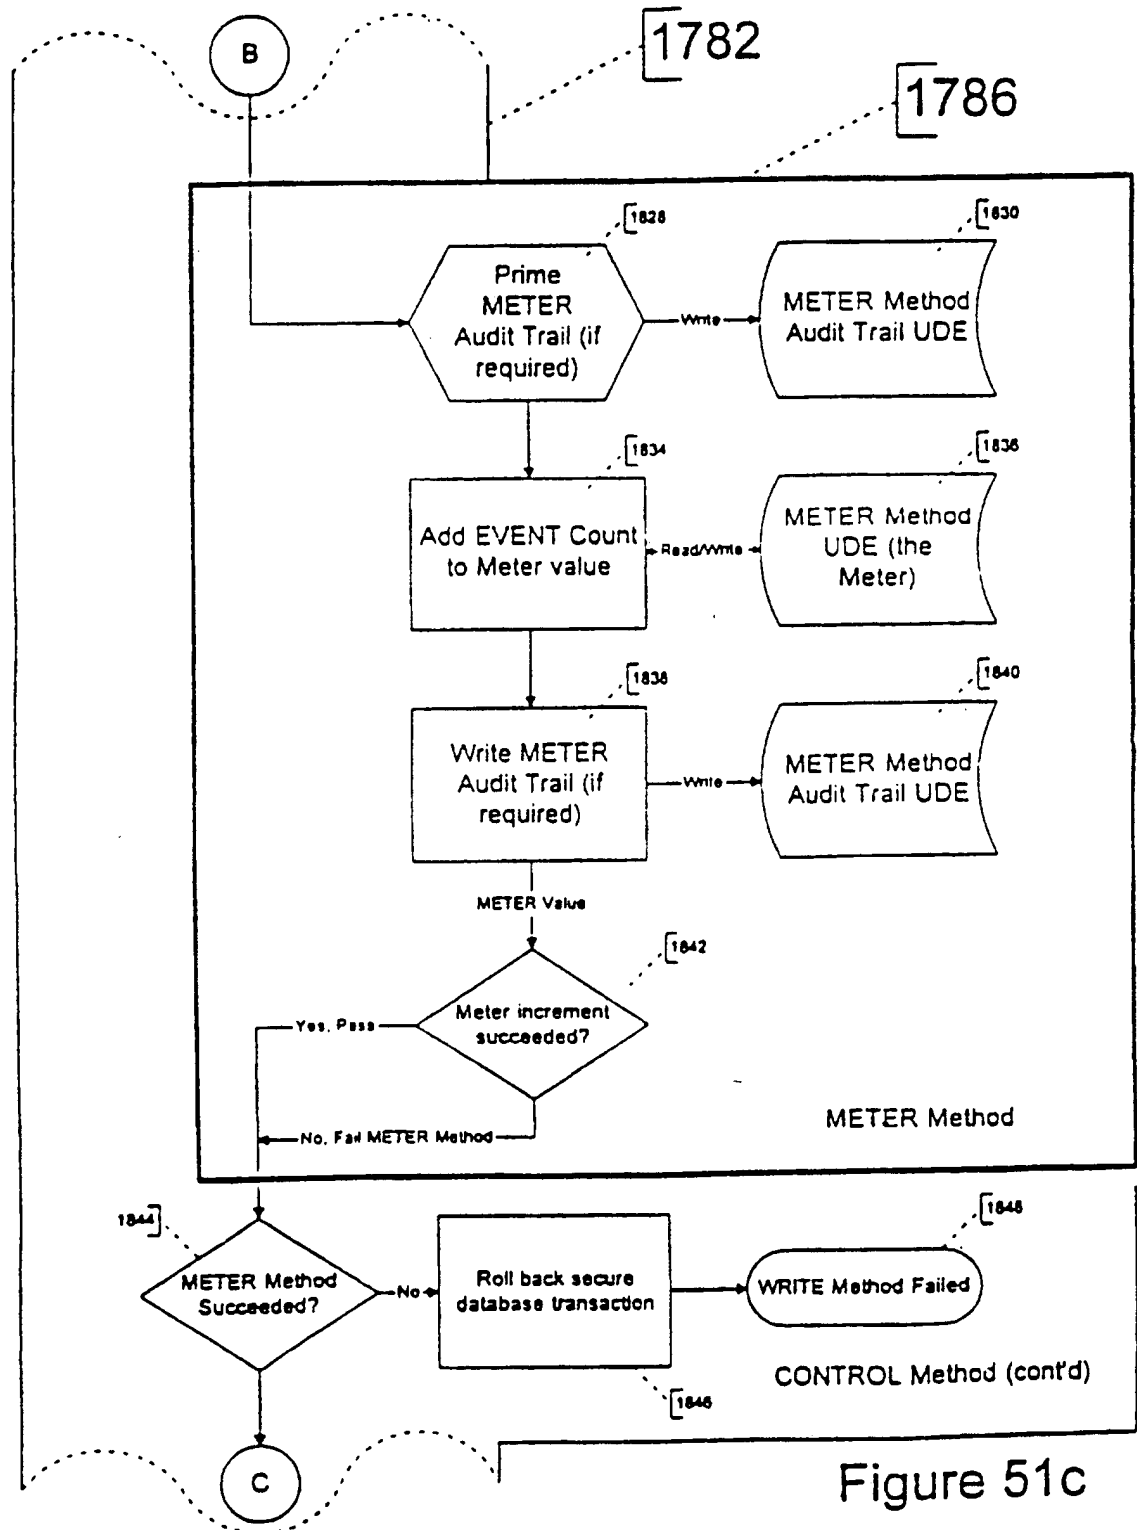 B
1782
1786
1828
Prime
METER
Audit Trail (if
required)
Write
1830
METER Method
Audit Trail UDE
1834
Add EVENT Count
to Meter value
Read/Write
1836
METER Method
UDE (the
Meter)
1838
Write METER
Audit Trail (if
required)
Write
1840
METER Method
Audit Trail UDE
METER Value
1842
Meter increment
succeeded?
Yes, Pass
No, Fail METER Method
METER Method
1844
METER Method
Succeeded?
No
Roll back secure
database transaction
1846
1848
WRITE Method Failed
CONTROL Method (cont'd)
C
Figure 51c